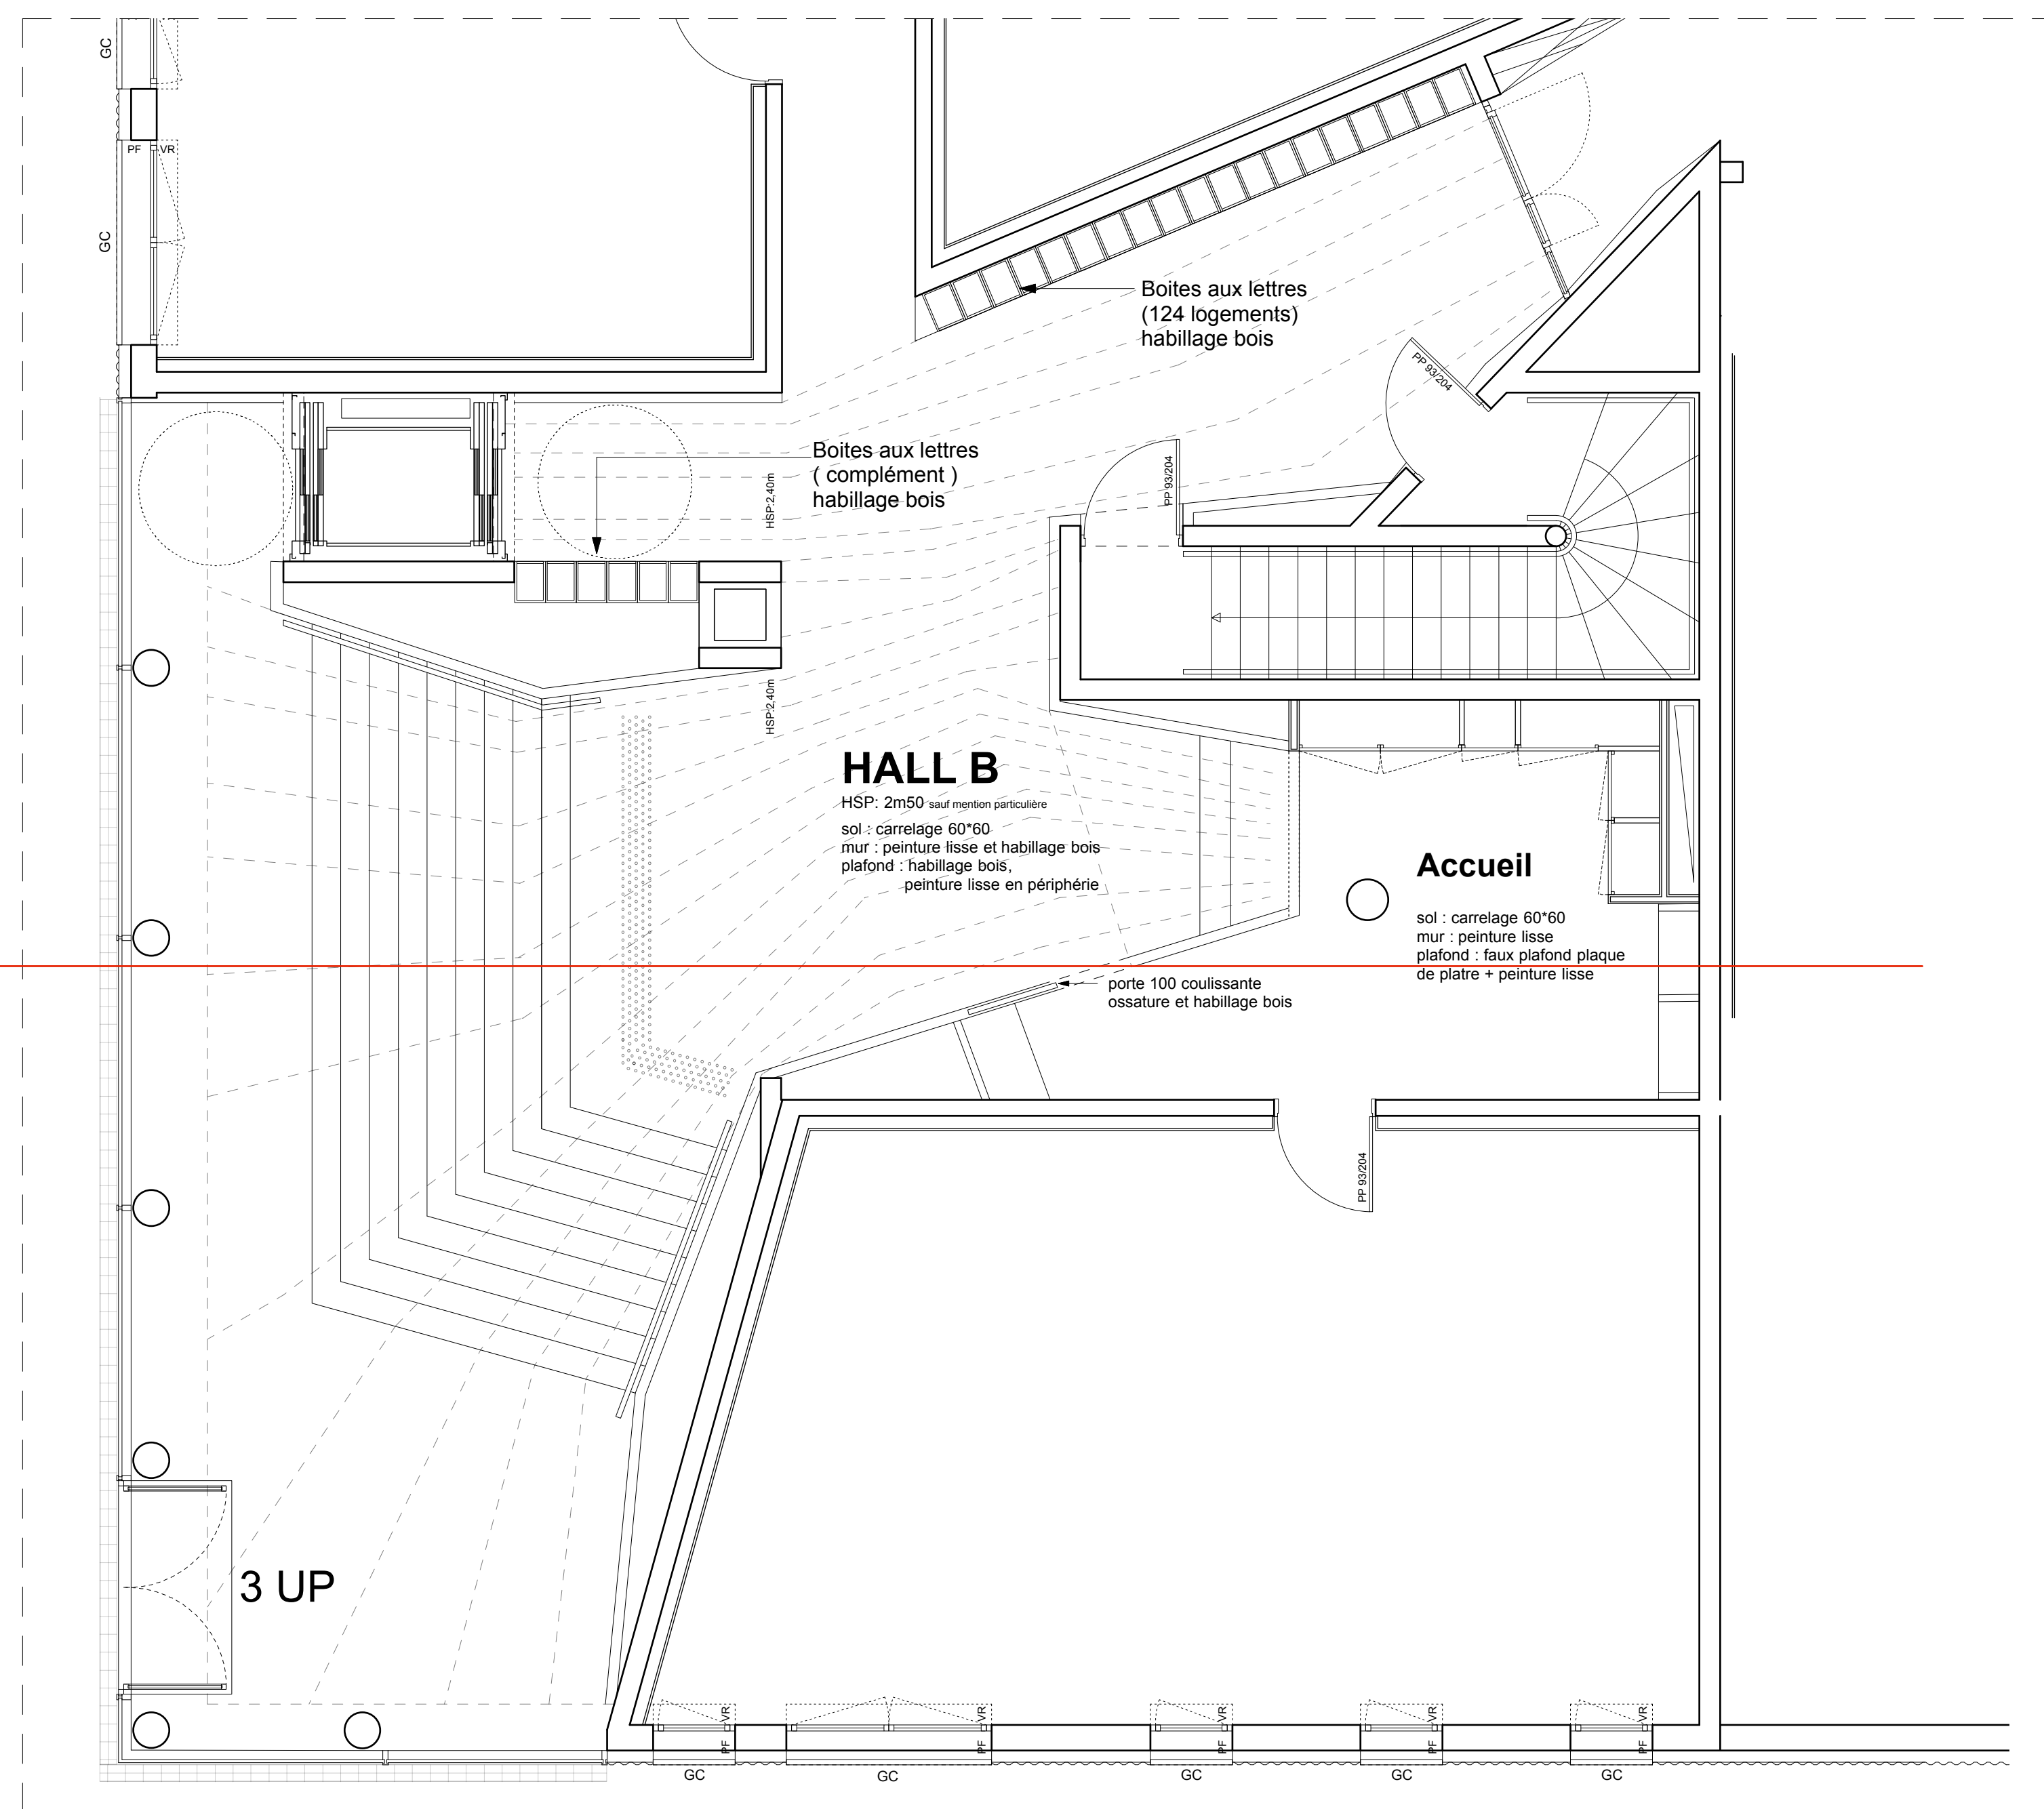 GC
PF
VR
GC
Boites aux lettres
(124 logements)
habillage bois
PP 93/204
Boites aux lettres
( complément )
habillage bois
HSP:2,40m
PP 93/204
HSP:2,40m
HALL B
HSP: 2m50 sauf mention particulière
sol : carrelage 60*60
mur : peinture lisse et habillage bois
plafond : habillage bois,
peinture lisse en périphérie
Accueil
sol : carrelage 60*60
mur : peinture lisse
plafond : faux plafond plaque
de platre + peinture lisse
porte 100 coulissante
ossature et habillage bois
PP 93/204
3 UP
VR
VR
VR
VR
VR
PF
PF
PF
PF
PF
GC
GC
GC
GC
GC